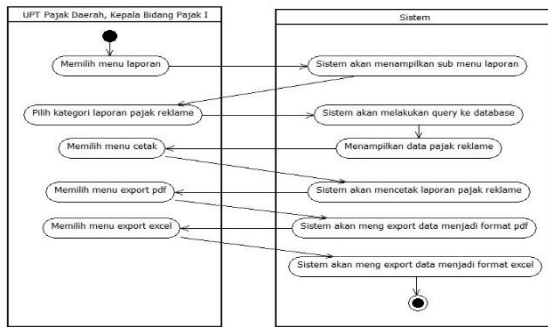 UPT Pajak Daerah, Kepala Bidang Pajak I
Sistem
Memilih menu laporan
Sistem akan menampilkan sub menu laporan
Pilih kategori laporan pajak reklame
Sistem akan melakukan query ke database
Memilih menu cetak
Menampilkan data pajak reklame
Memilih menu export pdf
Sistem akan mencetak laporan pajak reklame
Memilih menu export excel
Sistem akan meng export data menjadi format pdf
Sistem akan meng export data menjadi format excel